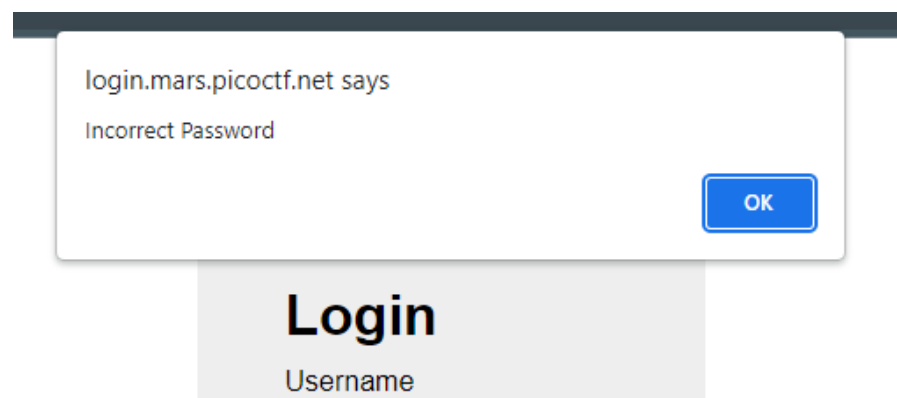 login.mars.picoctf.net says
Incorrect Password
OK
Login
Username